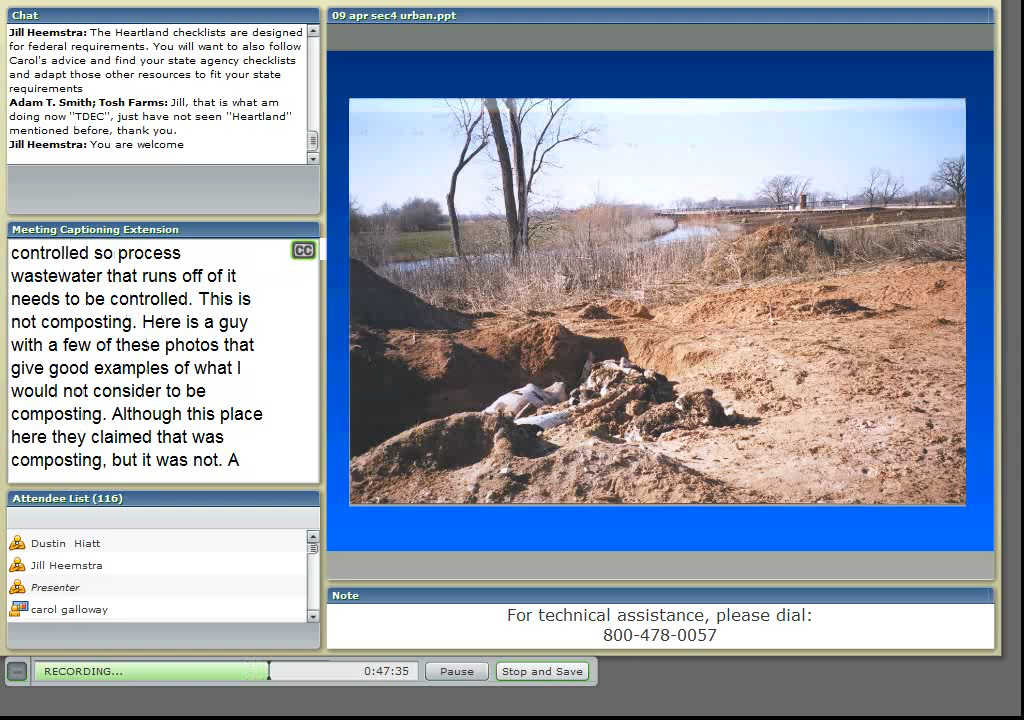 Chat
Jill Heemstra: The Heartland checklists are designed
for federal requirements. You will want to also follow
Carol's advice and find your state agency checklists
and adapt those other resources to fit your state
requirements
Adam T. Smith; Tosh Farms: Jill, that is what am
doing now "TDEC", just have not seen "Heartland"
mentioned before, thank you.
Jill Heemstra: You are welcome
Meeting Captioning Extension
CC
controlled so process
wastewater that runs off of it
needs to be controlled. This is
not composting. Here is a guy
with a few of these photos that
give good examples of what I
would not consider to be
composting. Although this place
here they claimed that was
composting, but it was not. A
Attendee List (116)
Dustin Hiatt
Jill Heemstra
Presenter
carol galloway
09 apr sec4 urban.ppt
Note
For technical assistance, please dial:
800-478-0057
RECORDING...
0:47:35
Pause
Stop and Save